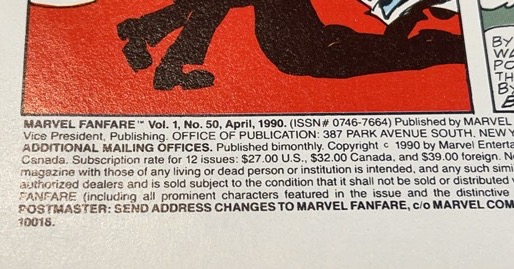 BY
WA
PO
TH
BY
MARVEL FANFARE™ Vol. 1, No. 50, April, 1990. (ISSN# 0746-7664) Published by MARVEL
Vice President, Publishing. OFFICE OF PUBLICATION: 387 PARK AVENUE SOUTH, NEW Y
ADDITIONAL MAILING OFFICES. Published bimonthly. Copyright © 1990 by Marvel Enterta
Canada. Subscription rate for 12 issues: $27.00 U.S., $32.00 Canada, and $39.00 foreign. N
magazine with those of any living or dead person or institution is intended, and any such simi
authorized dealers and is sold subject to the condition that it shall not be sold or distributed
FANFARE (including all prominent characters featured in the issue and the distinctive
POSTMASTER: SEND ADDRESS CHANGES TO MARVEL FANFARE, c/o MARVEL COM
10016.